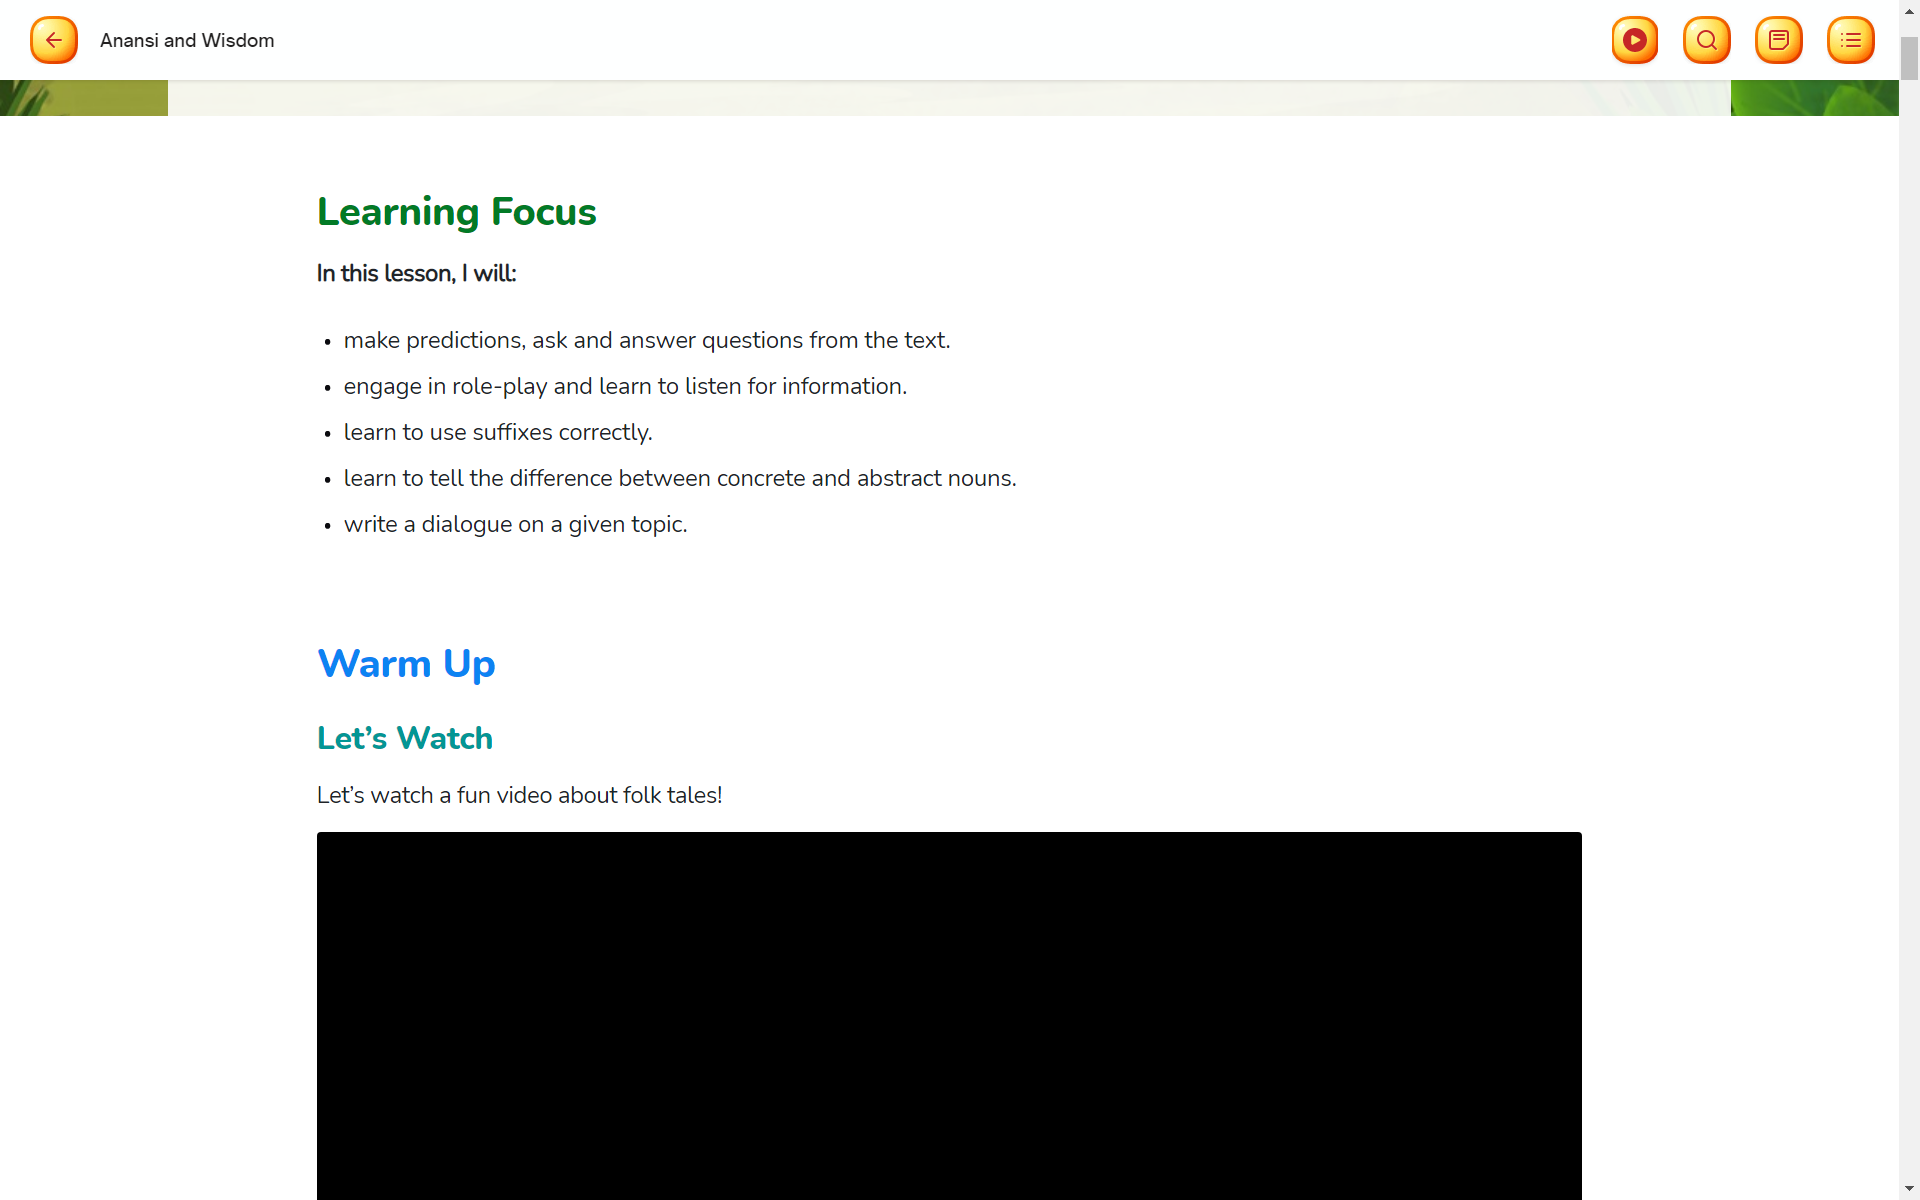 Anansi and Wisdom
Learning Focus
In this lesson, I will:
• make predictions, ask and answer questions from the text.
• engage in role-play and learn to listen for information.
• learn to use suffixes correctly.
• learn to tell the difference between concrete and abstract nouns.
• write a dialogue on a given topic.
Warm Up
Let’s Watch
Let’s watch a fun video about folk tales!